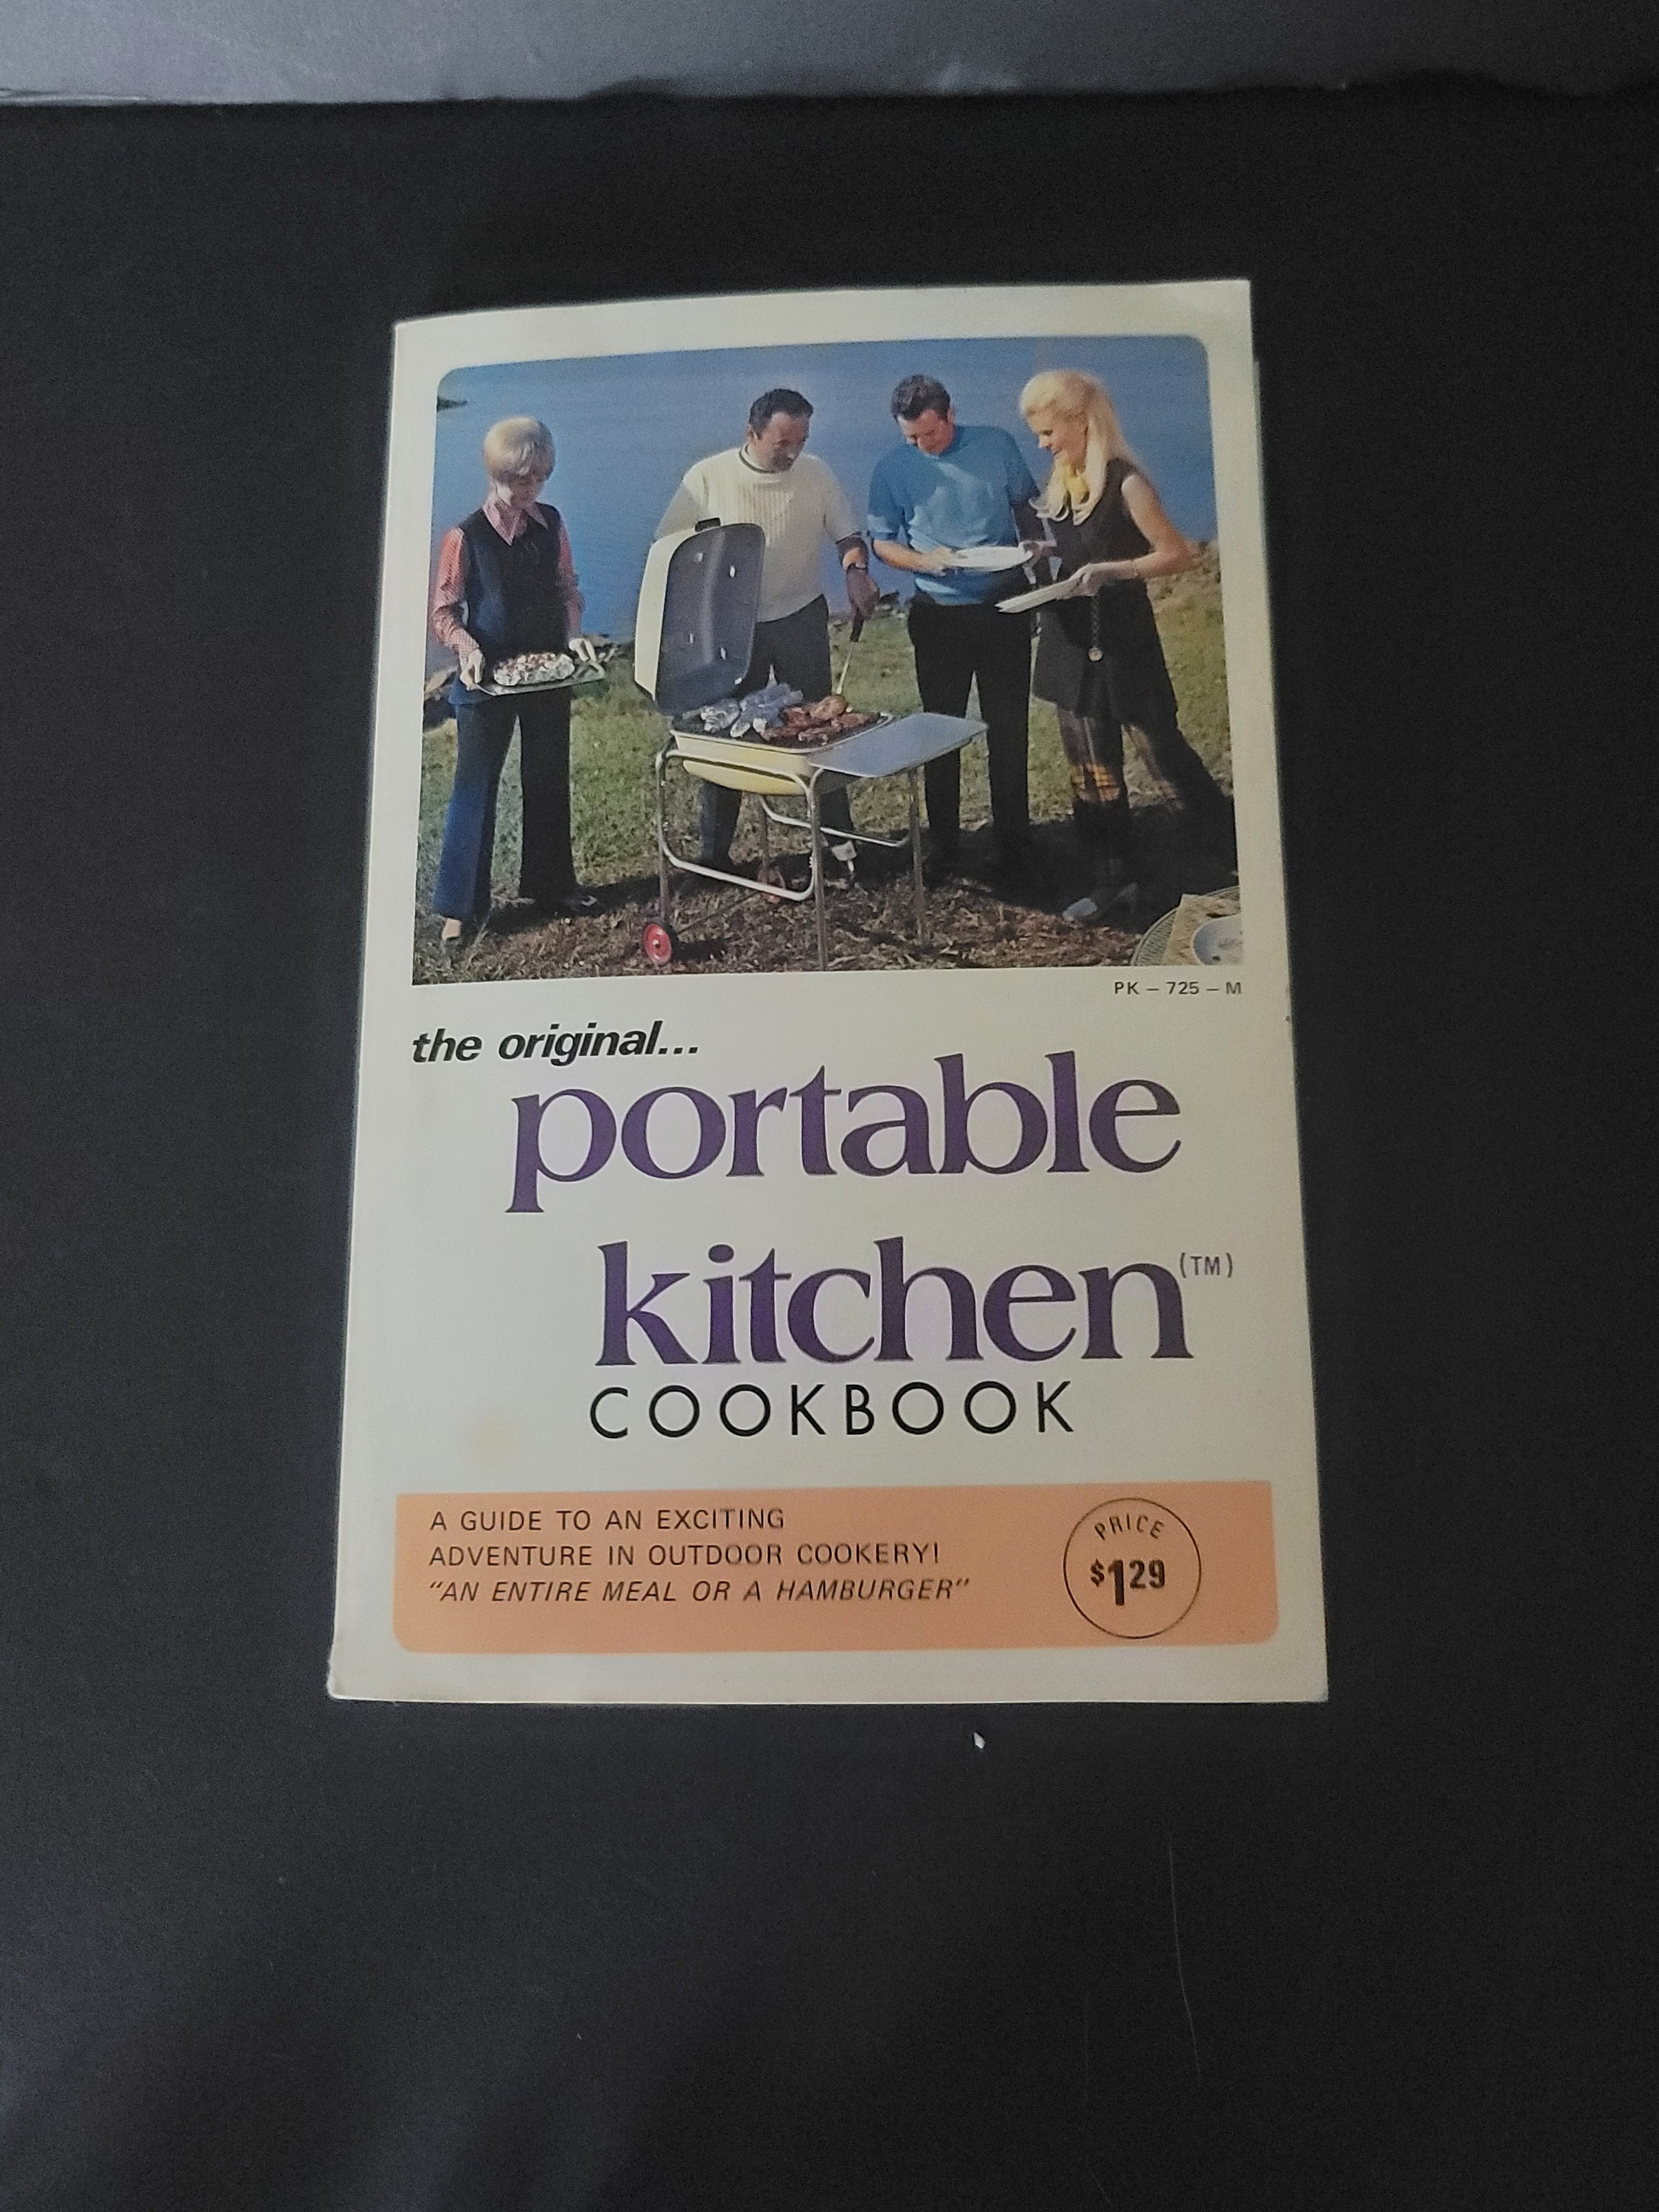 PK – 725 – M
the original...
portable
kitchen (TM)
COOKBOOK
A GUIDE TO AN EXCITING
ADVENTURE IN OUTDOOR COOKERY!
"AN ENTIRE MEAL OR A HAMBURGER"
PRICE
$1 29